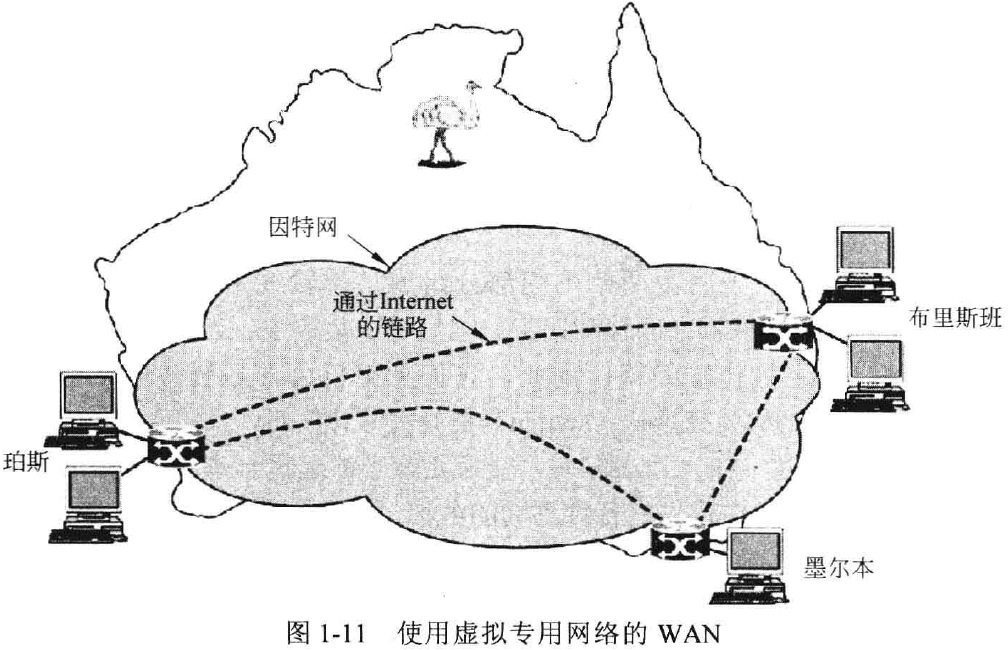 因特网
通过Internet
的链路
布里斯班
珀斯
墨尔本
图 1-11 使用虚拟专用网络的 WAN